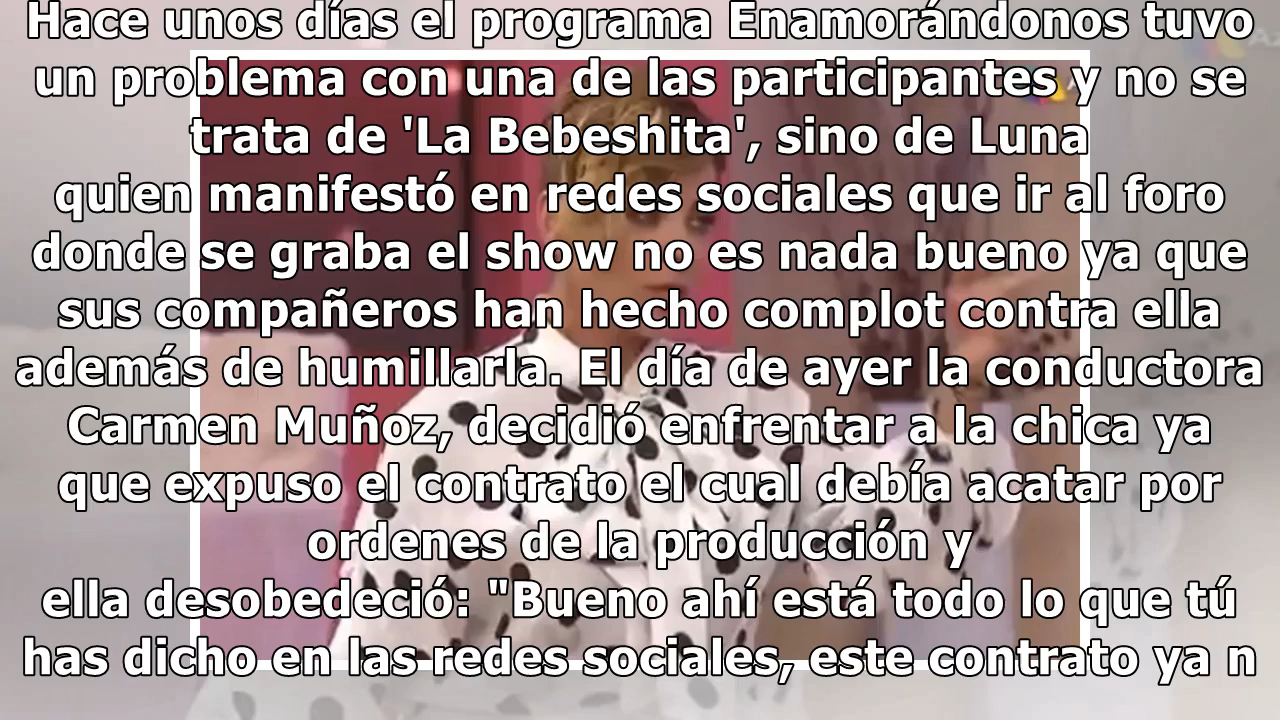 Hace unos días el programa Enamorándonos tuvo
un problema con una de las participantes y no se
trata de 'La Bebeshita', sino de Luna
quien manifestó en redes sociales que ir al foro
donde se graba el show no es nada bueno ya que
sus compañeros han hecho complot contra ella
además de humillarla. El día de ayer la conductora
Carmen Muñoz, decidió enfrentar a la chica ya
que expuso el contrato el cual debía acatar por
ordenes de la producción y
ella desobedeció: "Bueno ahí está todo lo que tú
has dicho en las redes sociales, este contrato ya n